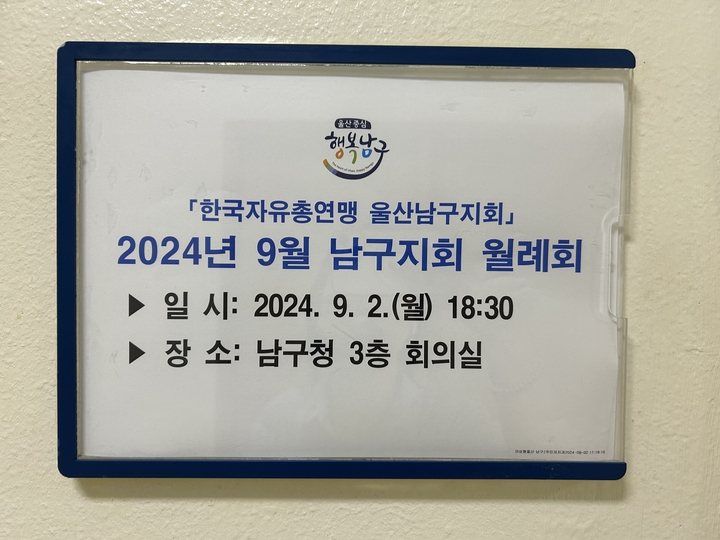 울산중심
행복남구
「한국자유총연맹 울산남구지회」
2024년 9월 남구지회 월례회
▶ 일 시: 2024. 9. 2.(월) 18:30
▶ 장 소: 남구청 3층 회의실